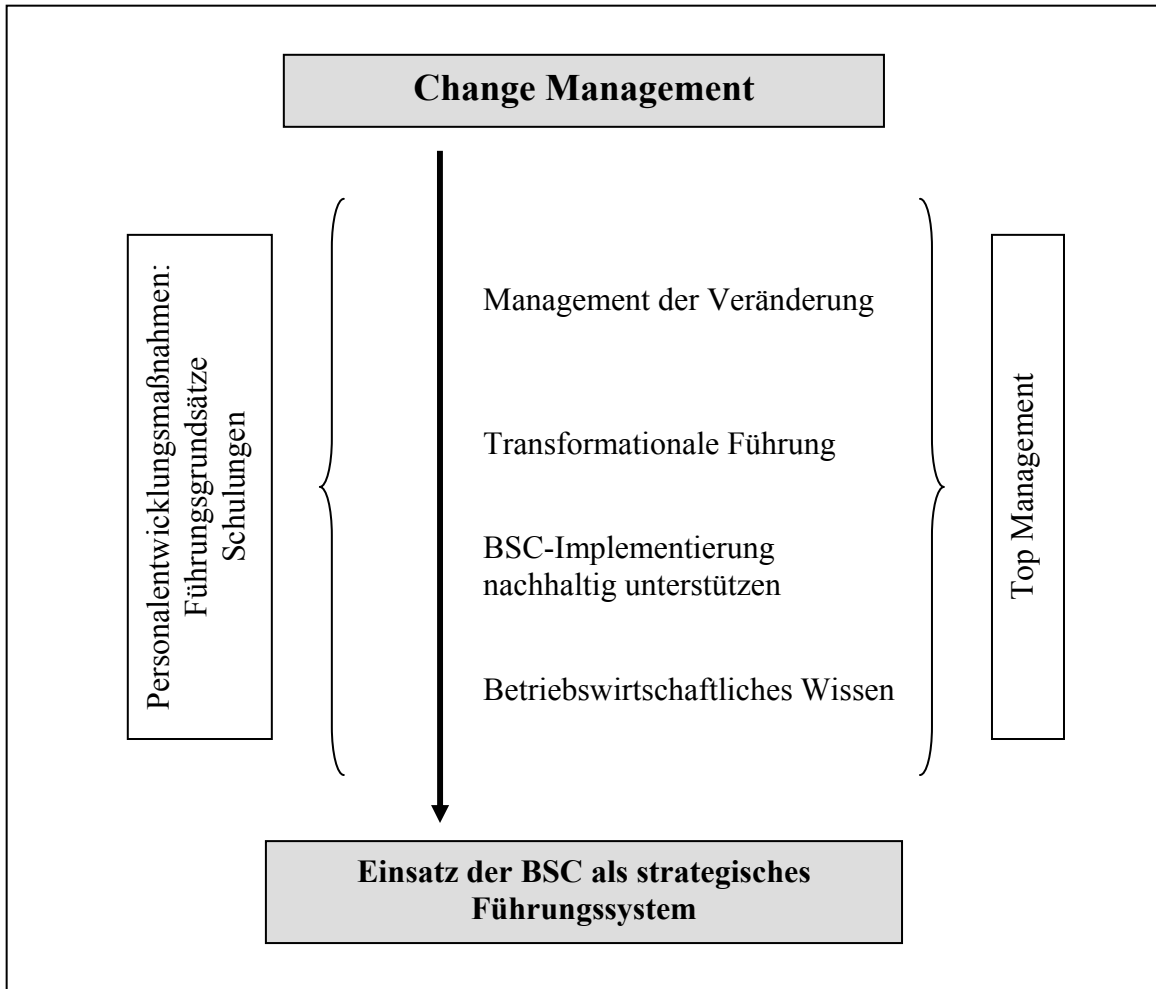 Change Management
Personalentwicklungsmaßnahmen:
Führungsgrundsätze
Schulungen
Management der Veränderung
Transformationale Führung
BSC-Implementierung
nachhaltig unterstützen
Betriebswirtschaftliches Wissen
Top Management
Einsatz der BSC als strategisches
Führungssystem